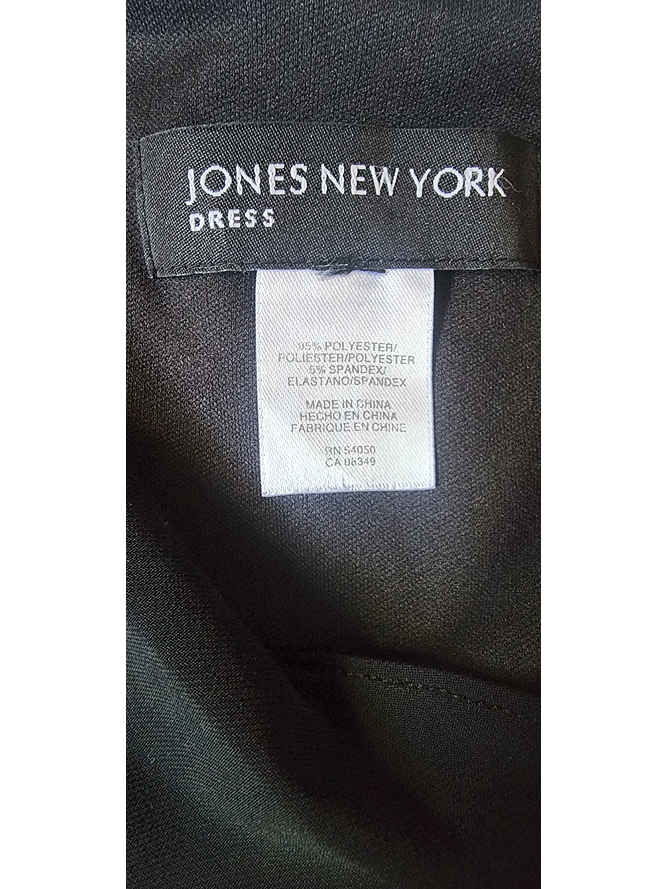 JONES NEW YORK
DRESS
95% POLYESTER/
POLIESTER/POLYESTER
5% SPANDEX/
ELASTANO/SPANDEX
MADE IN CHINA
HECHO EN CHINA
FABRIQUE EN CHINE
RN 54050
CA 08349